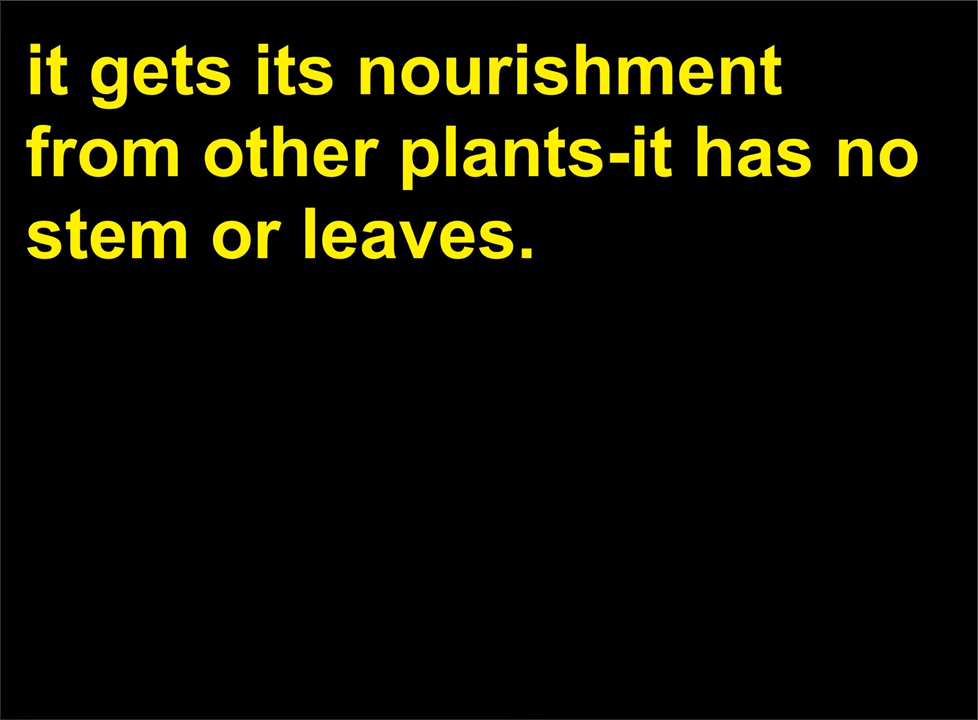 it gets its nourishment
from other plants-it has no
stem or leaves.